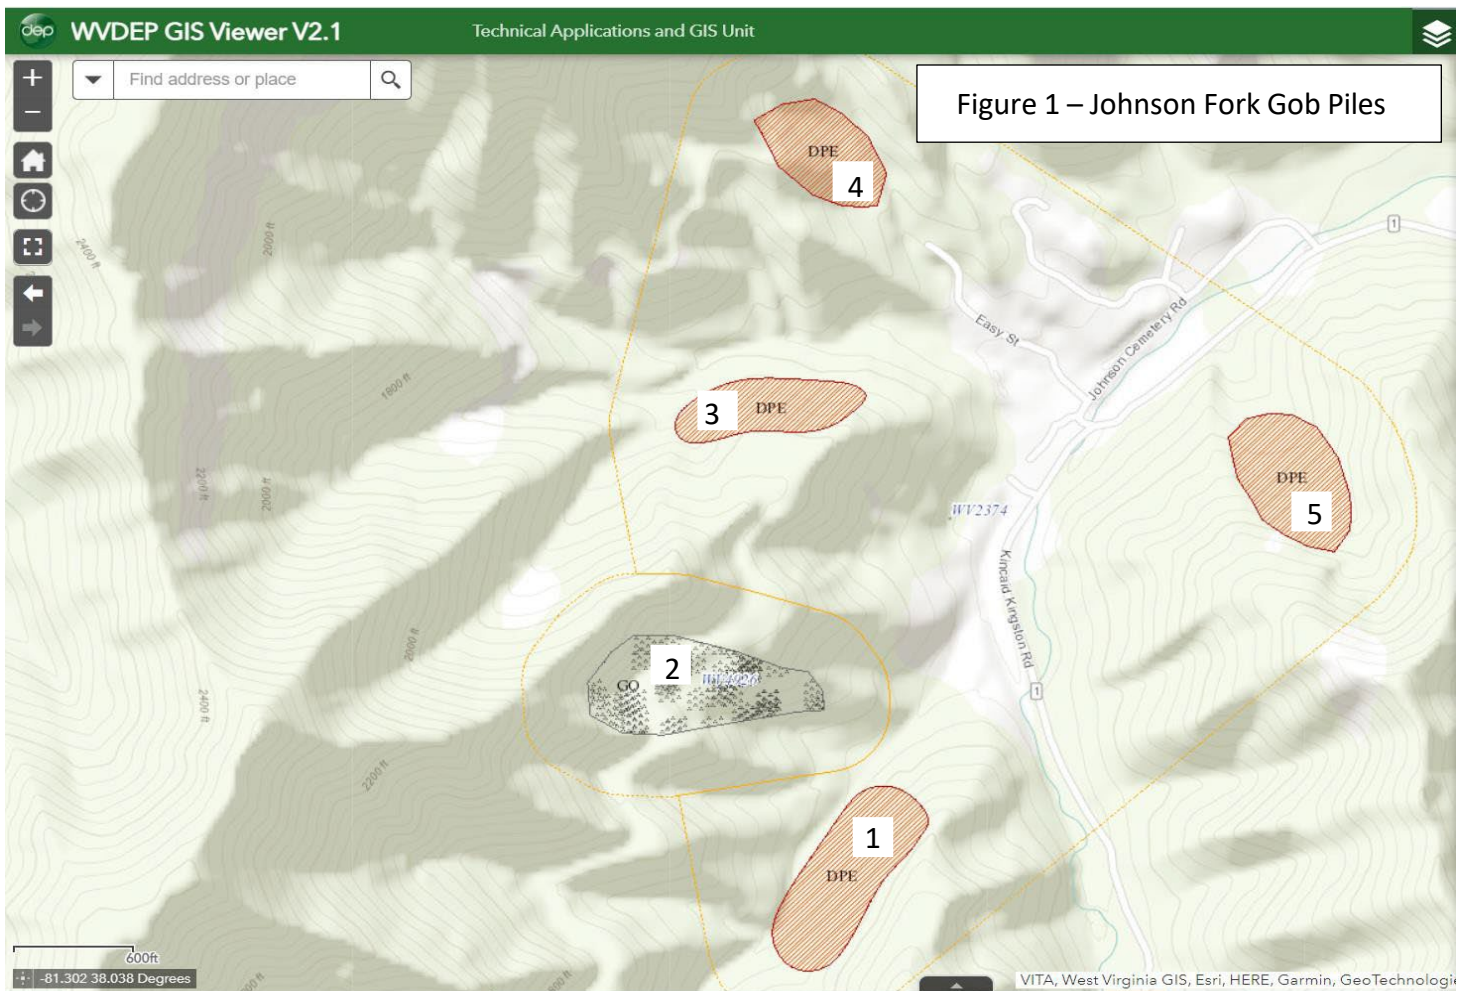 dep WVDEP GIS Viewer V2.1 Technical Applications and GIS Unit
+ Find address or place
−
Figure 1 – Johnson Fork Gob Piles
DPE
4
1
2400 ft
2000 ft
Easy St
Johnson Cemetery Rd
1800 ft
3 DPE
2200 ft
2000 ft
DPE
5
WV2374
Kincaid Kingston Rd
2000 ft
2
GO
2400 ft
1
2200 ft
1
DPE
600ft
-81.302 38.038 Degrees
VITA, West Virginia GIS, Esri, HERE, Garmin, GeoTechnologie